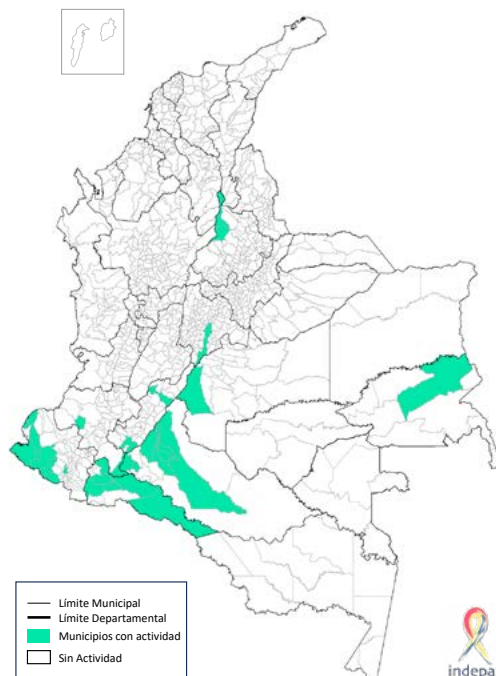 Límite Municipal
Límite Departamental
Municipios con actividad
Sin Actividad
indepa